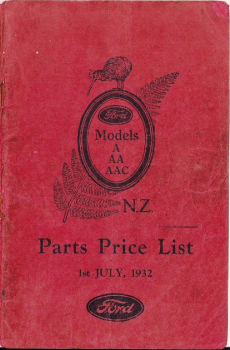 Ford
Models
A
AA
AAC
N.Z.
Parts Price List
1st JULY, 1932
Ford